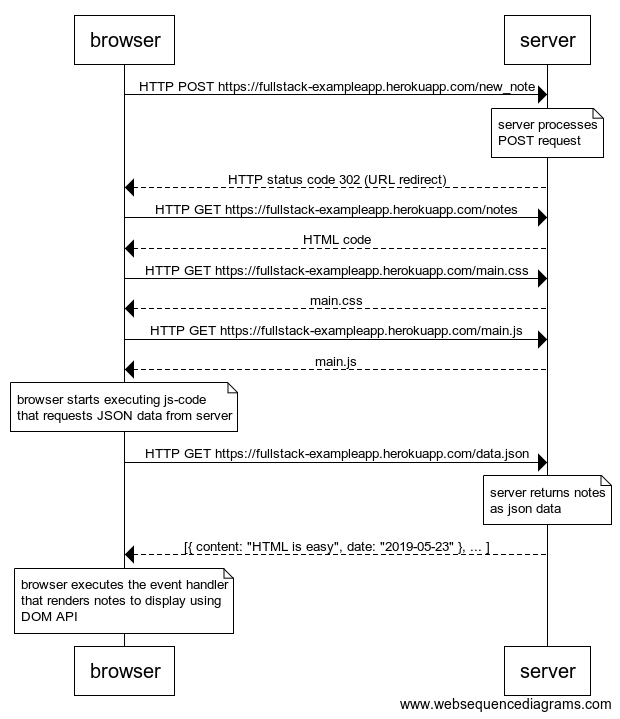 browser
server
HTTP POST https://fullstack-exampleapp.herokuapp.com/new_note
server processes
POST request
HTTP status code 302 (URL redirect)
HTTP GET https://fullstack-exampleapp.herokuapp.com/notes
HTML code
HTTP GET https://fullstack-exampleapp.herokuapp.com/main.css
main.css
HTTP GET https://fullstack-exampleapp.herokuapp.com/main.js
main.js
browser starts executing js-code
that requests JSON data from server
HTTP GET https://fullstack-exampleapp.herokuapp.com/data.json
server returns notes
as json data
[{ content: "HTML is easy", date: "2019-05-23" }, ... ]
browser executes the event handler
that renders notes to display using
DOM API
browser
server
www.websequencediagrams.com